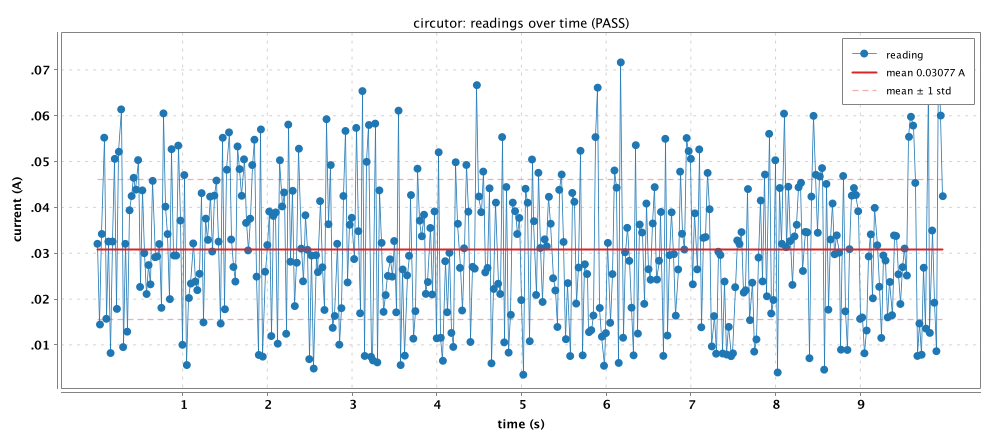 circutor: readings over time (PASS)
reading
mean 0.03077 A
mean ± 1 std
current (A)
.07
.06
.05
.04
.03
.02
.01
1 2 3 4 5 6 7 8 9
time (s)